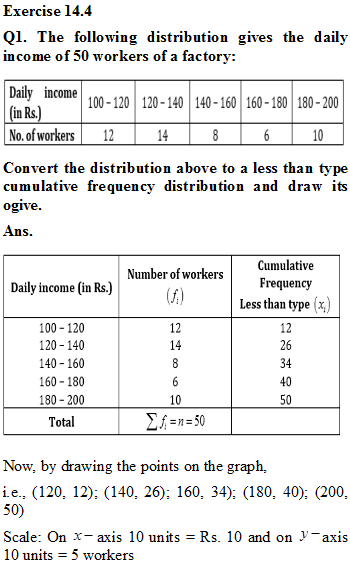 Exercise 14.4
Q1. The following distribution gives the daily
income of 50 workers of a factory:
Daily income (in Rs.) 100 – 120 120 – 140 140 – 160 160 – 180 180 – 200
No. of workers 12 14 8 6 10
Convert the distribution above to a less than type
cumulative frequency distribution and draw its
ogive.
Ans.
Daily income (in Rs.) Number of workers (fᵢ) Cumulative Frequency Less than type (xᵢ)
100 – 120 12 12
120 – 140 14 26
140 – 160 8 34
160 – 180 6 40
180 – 200 10 50
Total ∑fᵢ = n = 50
Now, by drawing the points on the graph,
i.e., (120, 12); (140, 26); 160, 34); (180, 40); (200,
50)
Scale: On x– axis 10 units = Rs. 10 and on y–axis
10 units = 5 workers